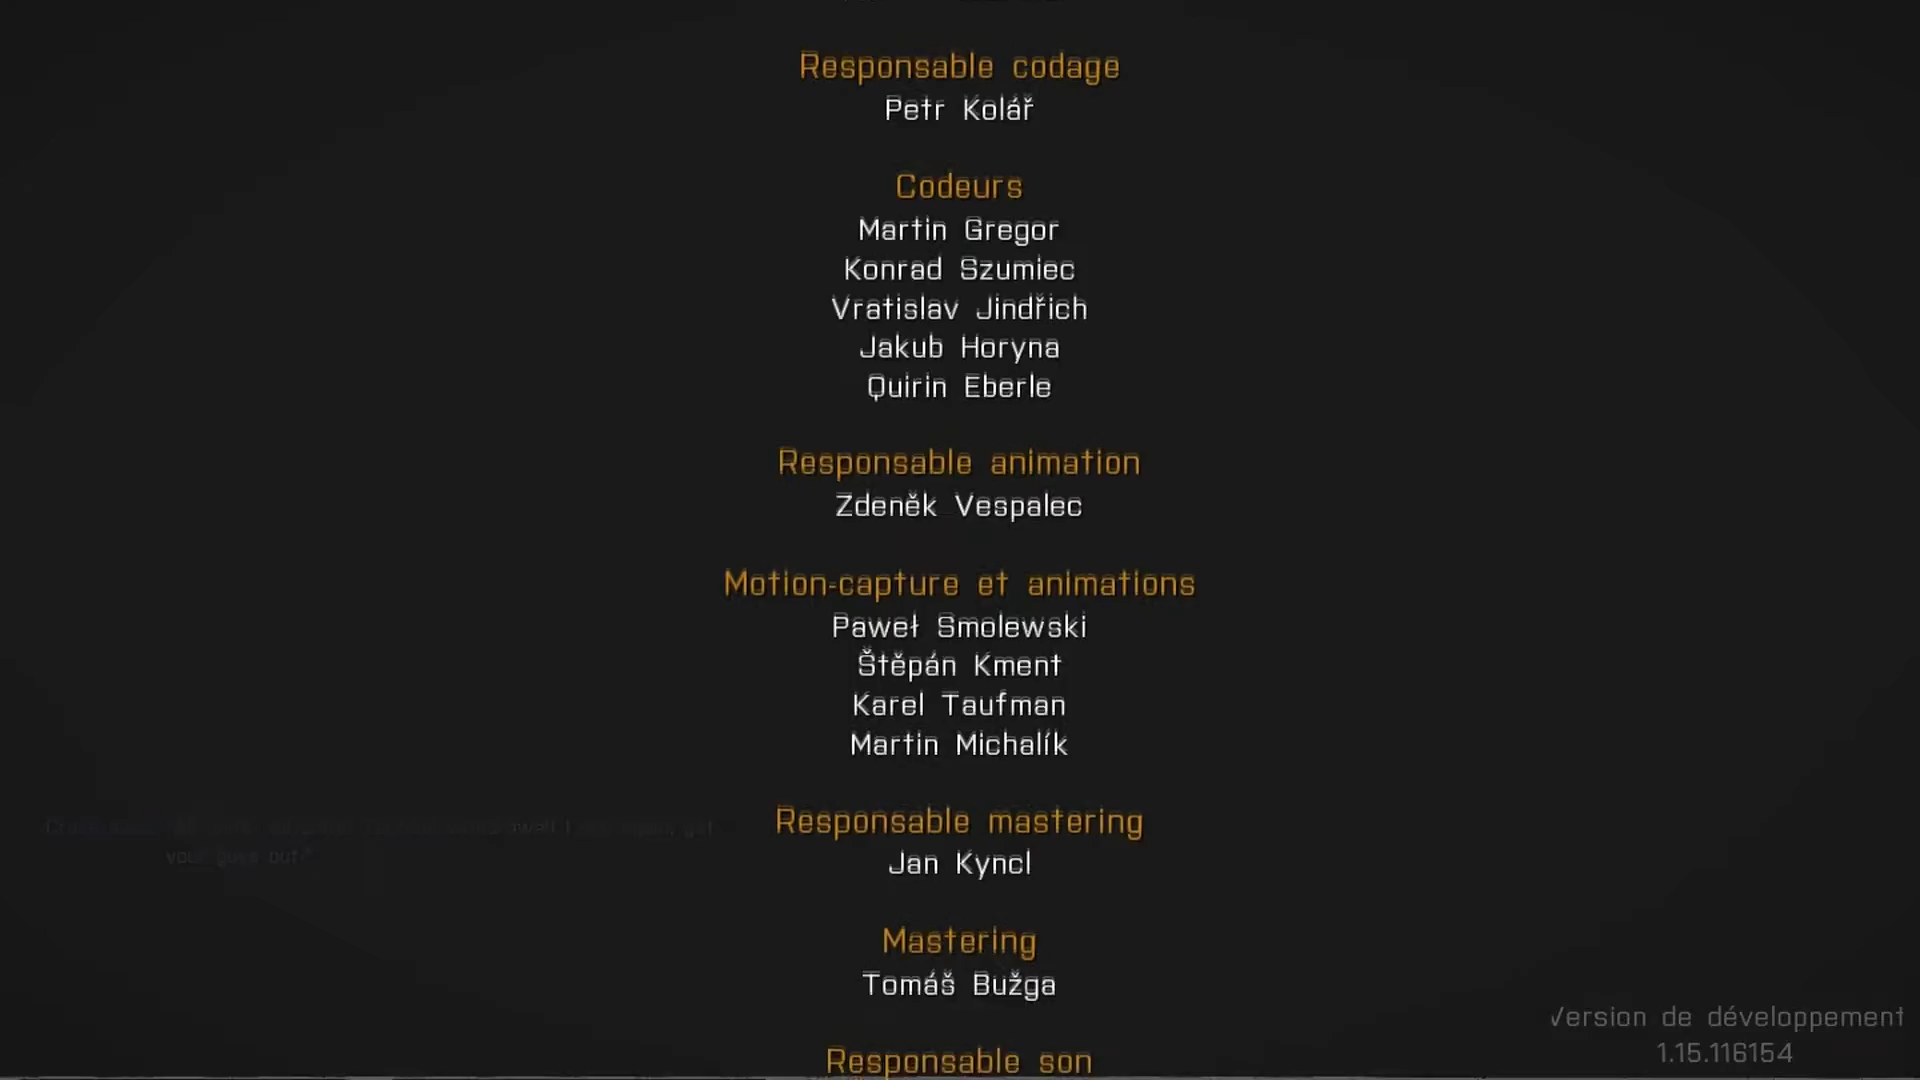 Responsable codage
Petr Kolář
Codeurs
Martin Gregor
Konrad Szumiec
Vratislav Jindřich
Jakub Horyna
Quirin Eberle
Responsable animation
Zdeněk Vespalec
Motion-capture et animations
Paweł Smolewski
Štěpán Kment
Karel Taufman
Martin Michalík
Responsable mastering
Jan Kyncl
Mastering
Tomáš Bužga
Responsable son
Version de développement
1.15.116154